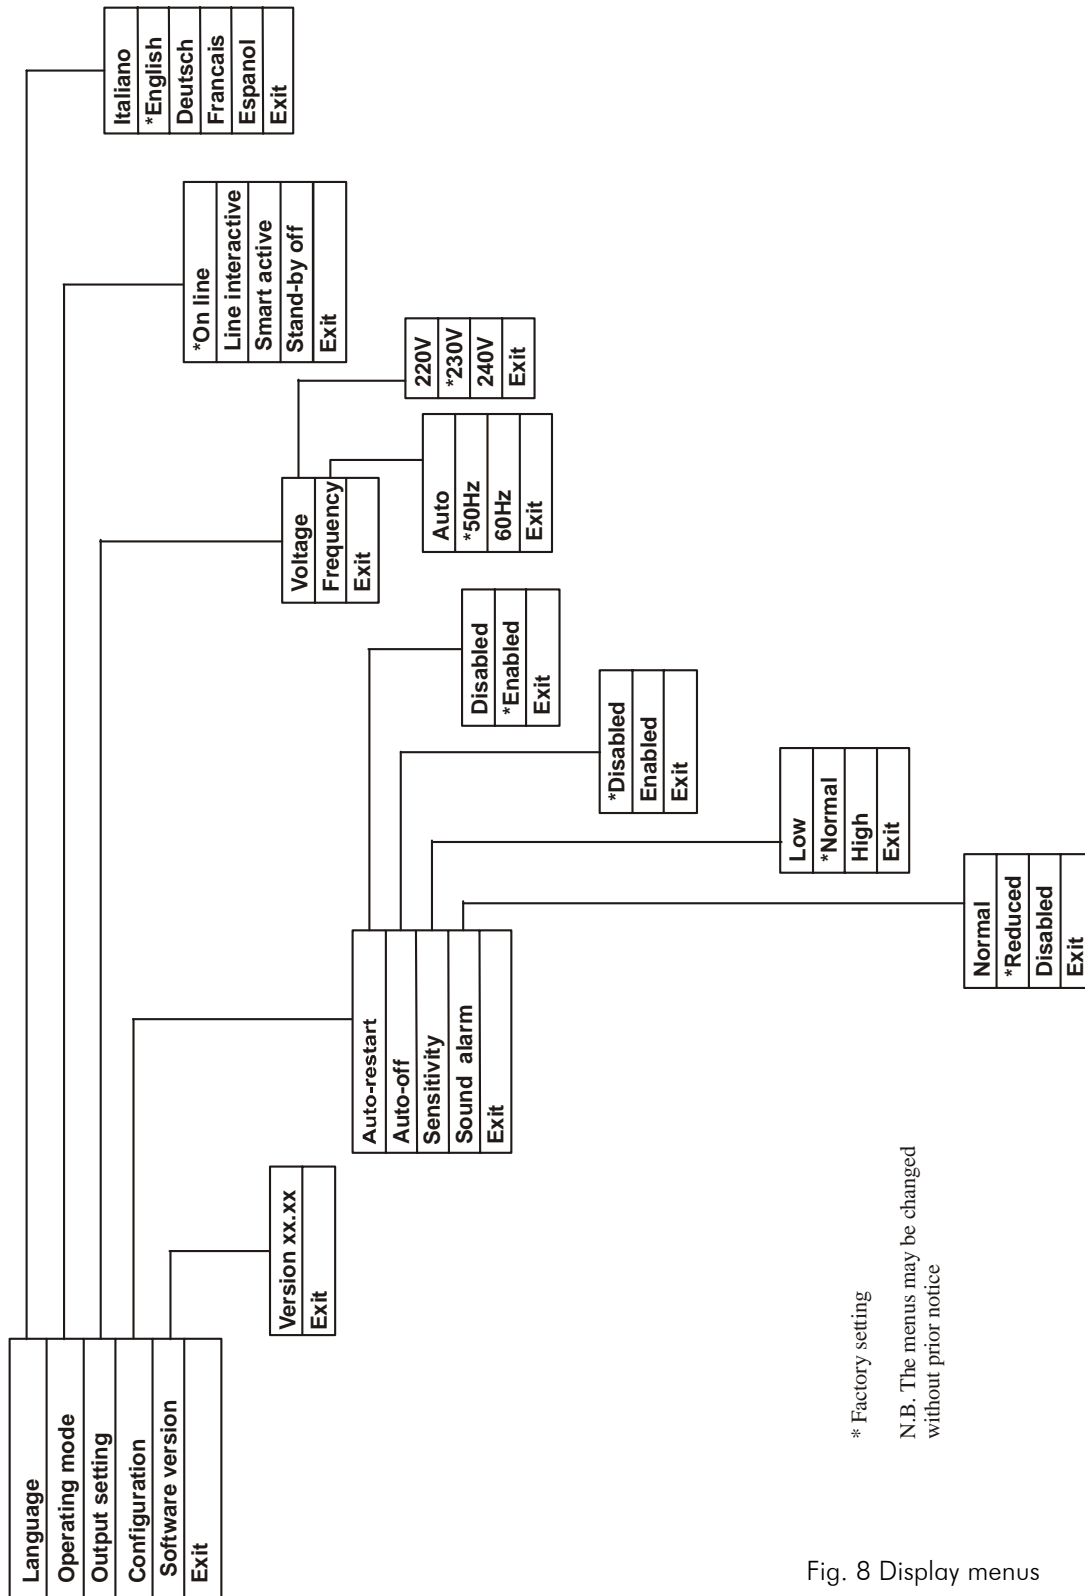 Language
Operating mode
Output setting
Configuration
Software version
Exit
Italiano
*English
Deutsch
Francais
Espanol
Exit
*On line
Line interactive
Smart active
Stand-by off
Exit
Voltage
Frequency
Exit
220V
*230V
240V
Exit
Auto
*50Hz
60Hz
Exit
Auto-restart
Auto-off
Sensitivity
Sound alarm
Exit
Disabled
*Enabled
Exit
*Disabled
Enabled
Exit
Low
*Normal
High
Exit
Normal
*Reduced
Disabled
Exit
Version xx.xx
Exit
* Factory setting
N.B. The menus may be changed
without prior notice
Fig. 8 Display menus